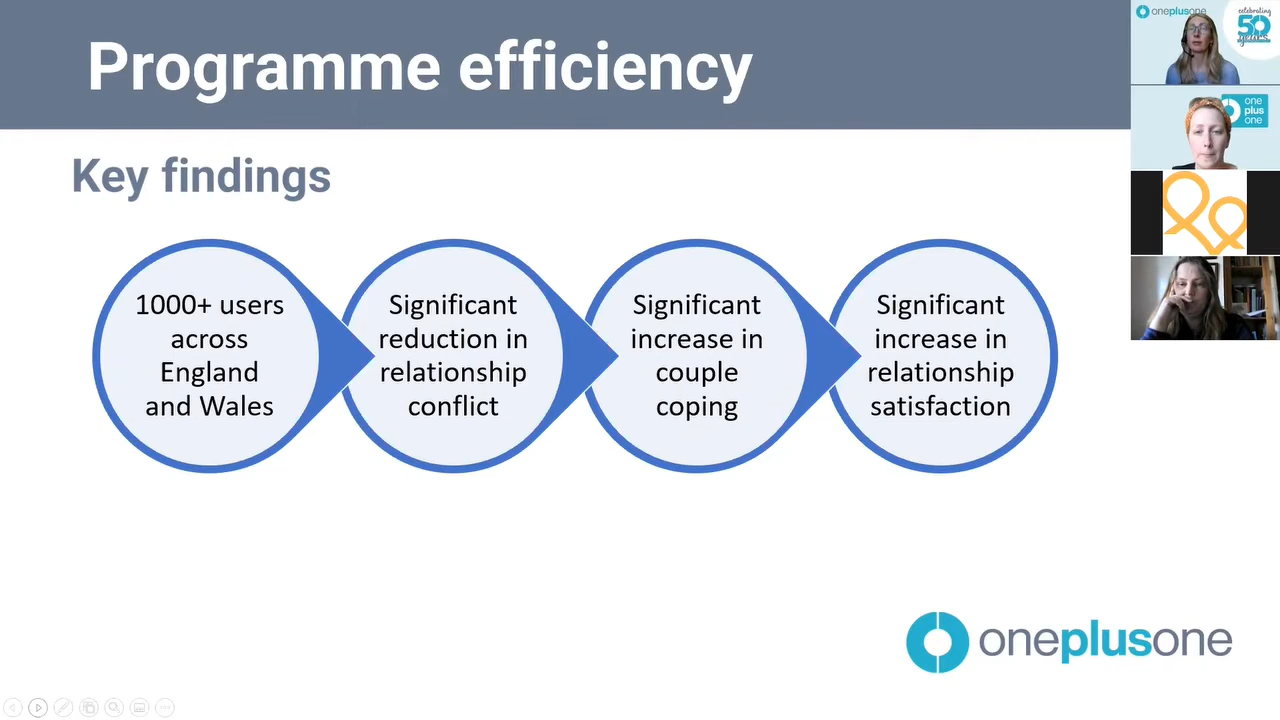 Programme efficiency
Key findings
1000+ users
across
England
and Wales
Significant
reduction in
relationship
conflict
Significant
increase in
couple
coping
Significant
increase in
relationship
satisfaction
oneplusone
oneplusone
celebrating
50
years
one
plus
one